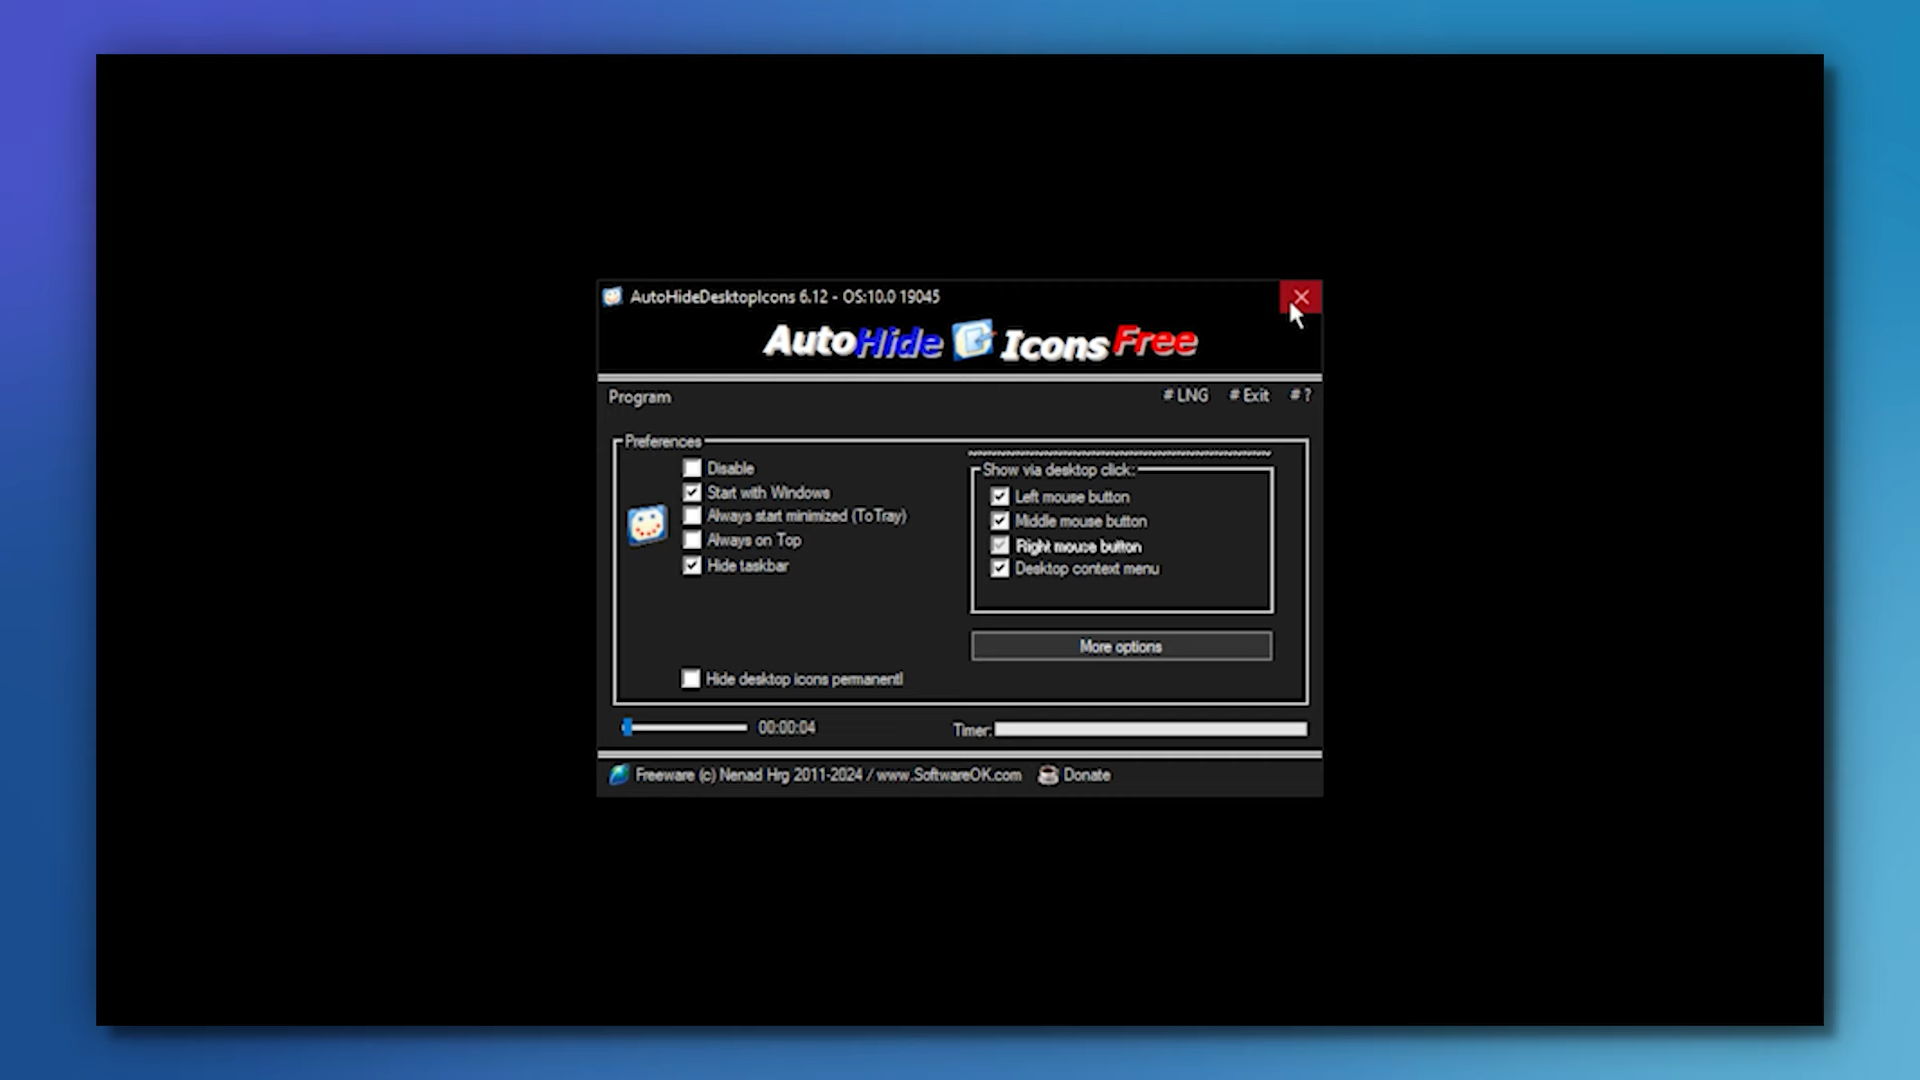 AutoHideDesktopIcons 6.12 - OS:10.0 19045
AutoHide Icons Free
Program # LNG # Exit # ?
Preferences
Disable
Start with Windows
Always start minimized (ToTray)
Always on Top
Hide taskbar
Hide desktop icons permanentl
Show via desktop click:
Left mouse button
Middle mouse button
Right mouse button
Desktop context menu
More options
00:00:04
Timer:
Freeware (c) Nenad Hrg 2011-2024 / www.SoftwareOK.com Donate